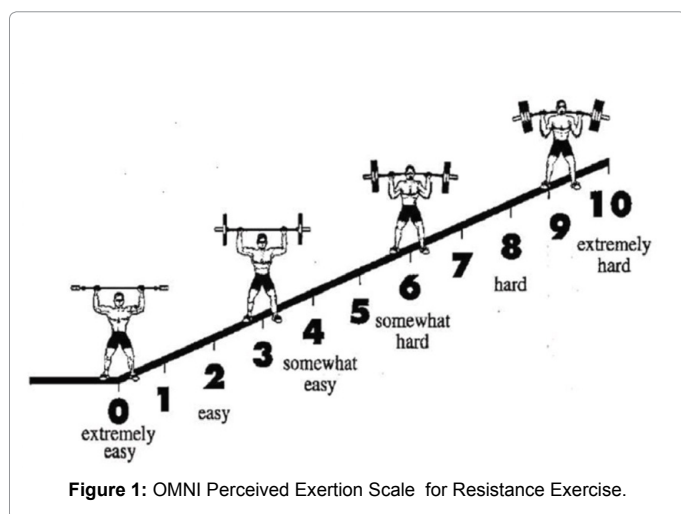 10
9
extremely
hard
8
hard
7
6
somewhat
hard
5
4
somewhat
easy
3
2
easy
1
0
extremely
easy
Figure 1: OMNI Perceived Exertion Scale for Resistance Exercise.